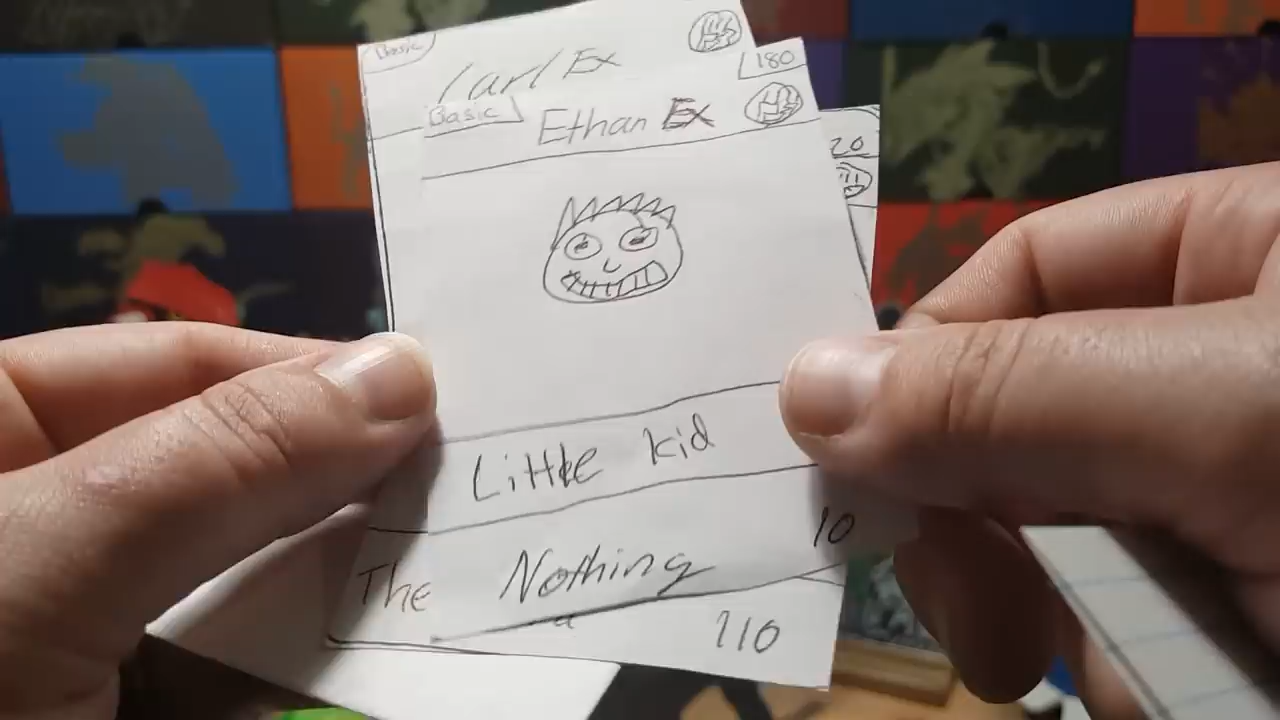 Basic
Carl Ex
180
Basic
Ethan Ex
20
Little kid
Nothing
10
The
110